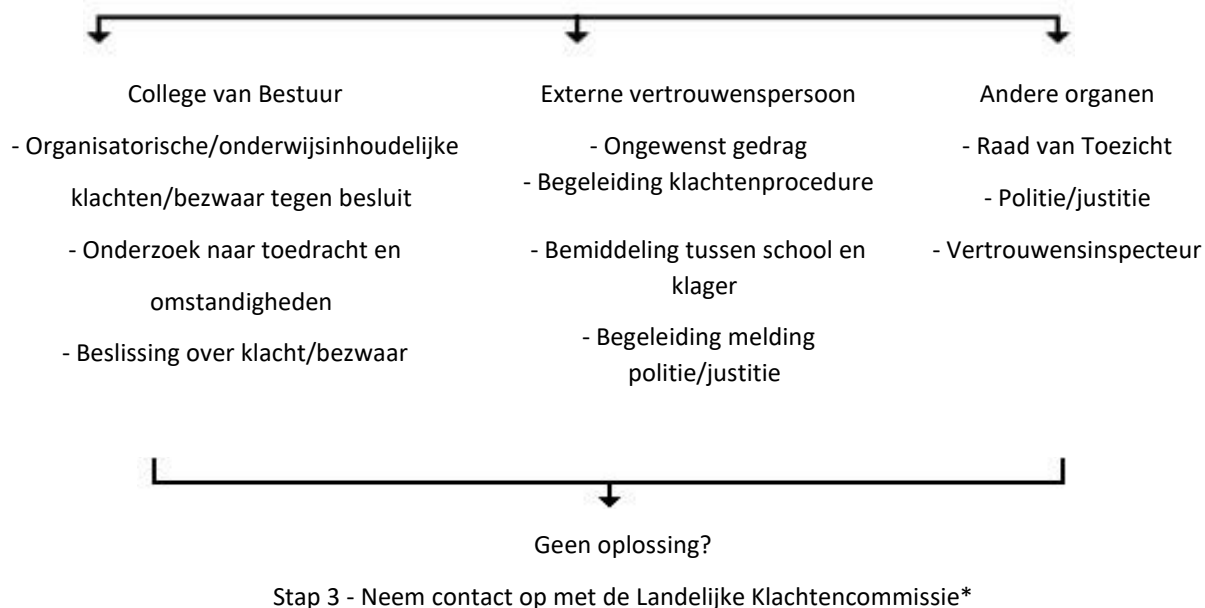 College van Bestuur
- Organisatorische/onderwijsinhoudelijke
klachten/bezwaar tegen besluit
- Onderzoek naar toedracht en
omstandigheden
- Beslissing over klacht/bezwaar
Externe vertrouwenspersoon
- Ongewenst gedrag
- Begeleiding klachtenprocedure
- Bemiddeling tussen school en
klager
- Begeleiding melding
politie/justitie
Andere organen
- Raad van Toezicht
- Politie/justitie
- Vertrouwensinspecteur
Geen oplossing?
Stap 3 - Neem contact op met de Landelijke Klachtencommissie*